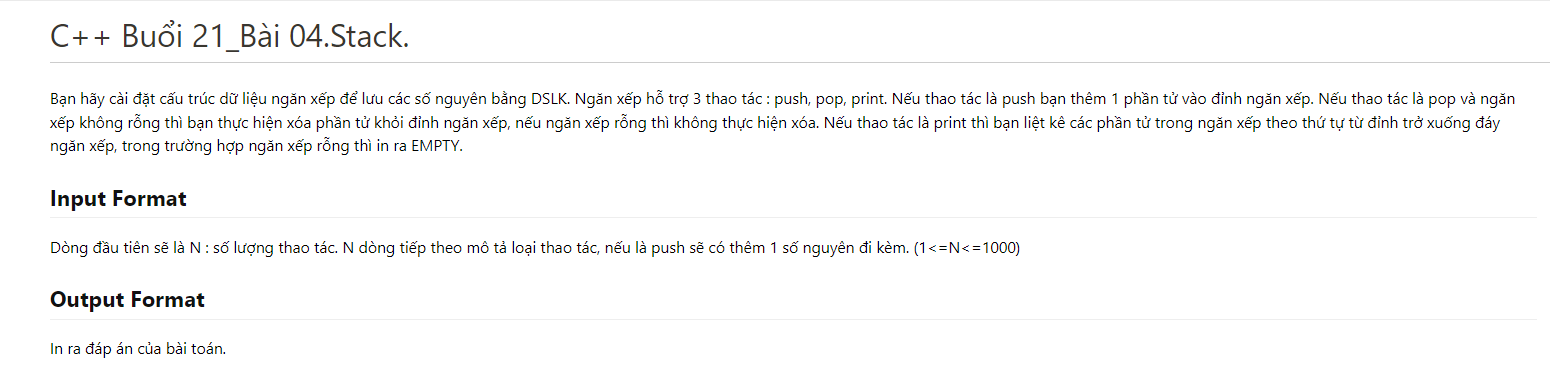 C++ Buổi 21_Bài 04.Stack.
Bạn hãy cài đặt cấu trúc dữ liệu ngăn xếp để lưu các số nguyên bằng DSLK. Ngăn xếp hỗ trợ 3 thao tác : push, pop, print. Nếu thao tác là push bạn thêm 1 phần tử vào đỉnh ngăn xếp. Nếu thao tác là pop và ngăn
xếp không rỗng thì bạn thực hiện xóa phần tử khỏi đỉnh ngăn xếp, nếu ngăn xếp rỗng thì không thực hiện xóa. Nếu thao tác là print thì bạn liệt kê các phần tử trong ngăn xếp theo thứ tự từ đỉnh trở xuống đáy
ngăn xếp, trong trường hợp ngăn xếp rỗng thì in ra EMPTY.
Input Format
Dòng đầu tiên sẽ là N : số lượng thao tác. N dòng tiếp theo mô tả loại thao tác, nếu là push sẽ có thêm 1 số nguyên đi kèm. (1<=N<=1000)
Output Format
In ra đáp án của bài toán.